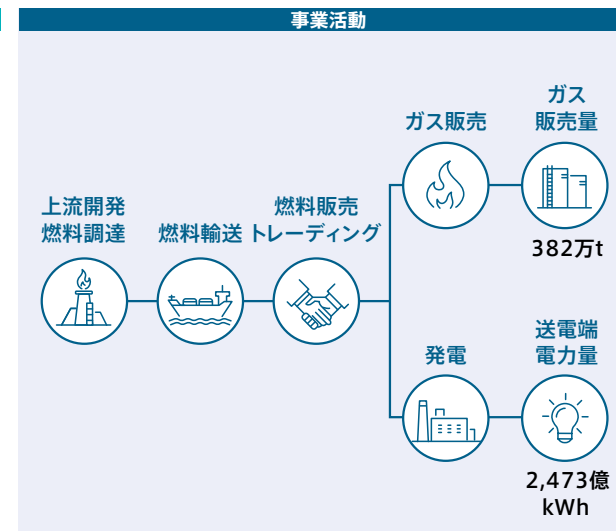 事業活動
上流開発
燃料調達
燃料輸送
燃料販売
トレーディング
ガス販売
ガス
販売量
382万t
発電
送電端
電力量
2,473億
kWh